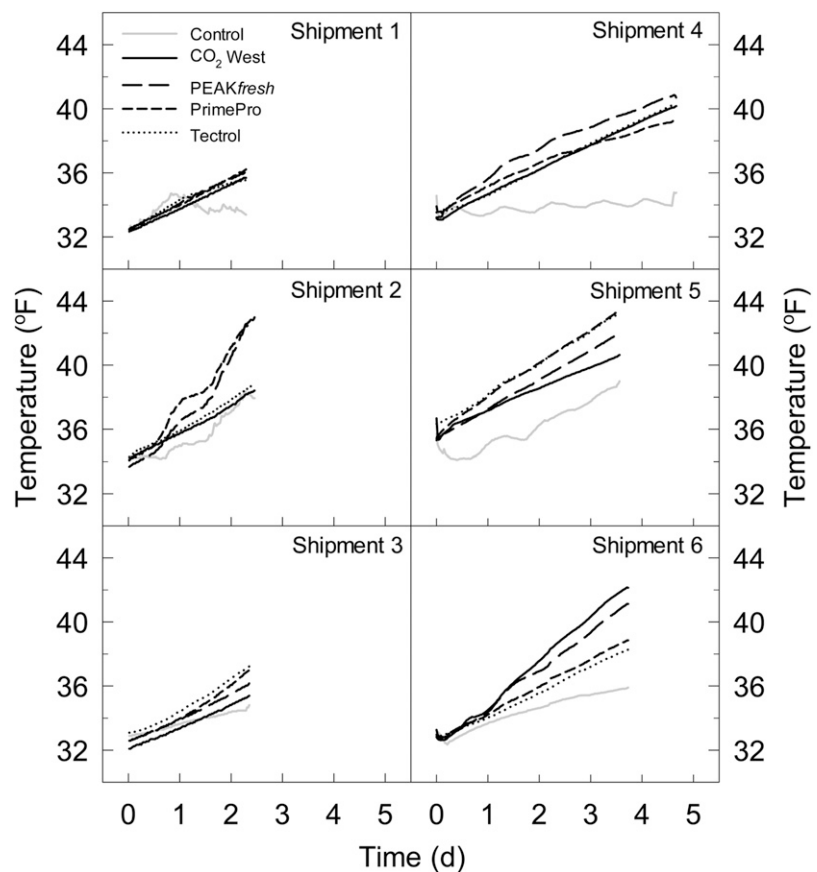 Control
CO₂ West
PEAKfresh
PrimePro
Tectrol
Shipment 1
Shipment 4
44
40
36
32
44
40
36
32
Shipment 2
Shipment 5
44
40
36
32
44
40
36
32
Shipment 3
Shipment 6
44
40
36
32
44
40
36
32
Temperature (ºF)
Temperature (ºF)
0 1 2 3 4 5
0 1 2 3 4 5
Time (d)